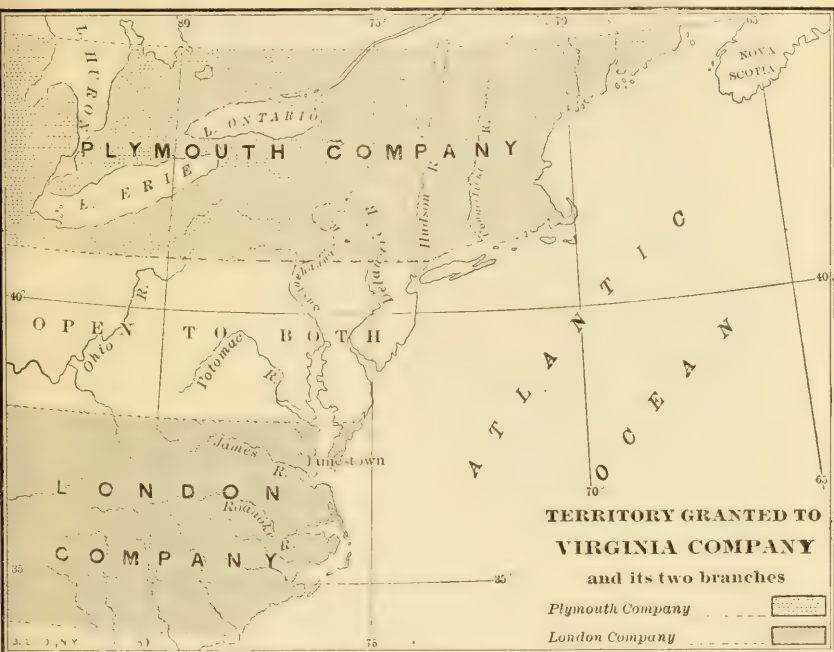 80 75° 70 65
L. HURON
NOVA
SCOTIA
L. ONTARIO
PLYMOUTH COMPANY
L. ERIE
Hudson R.
R.
Delaware R.
Susquehanna R.
ATLANTIC
OCEAN
40° 40
OPEN TO BOTH
Ohio R.
Potomac R.
James R.
Jamestown
LONDON
COMPANY
Roanoke R.
35 35°
70° 65
75
TERRITORY GRANTED TO
VIRGINIA COMPANY
and its two branches
Plymouth Company
London Company